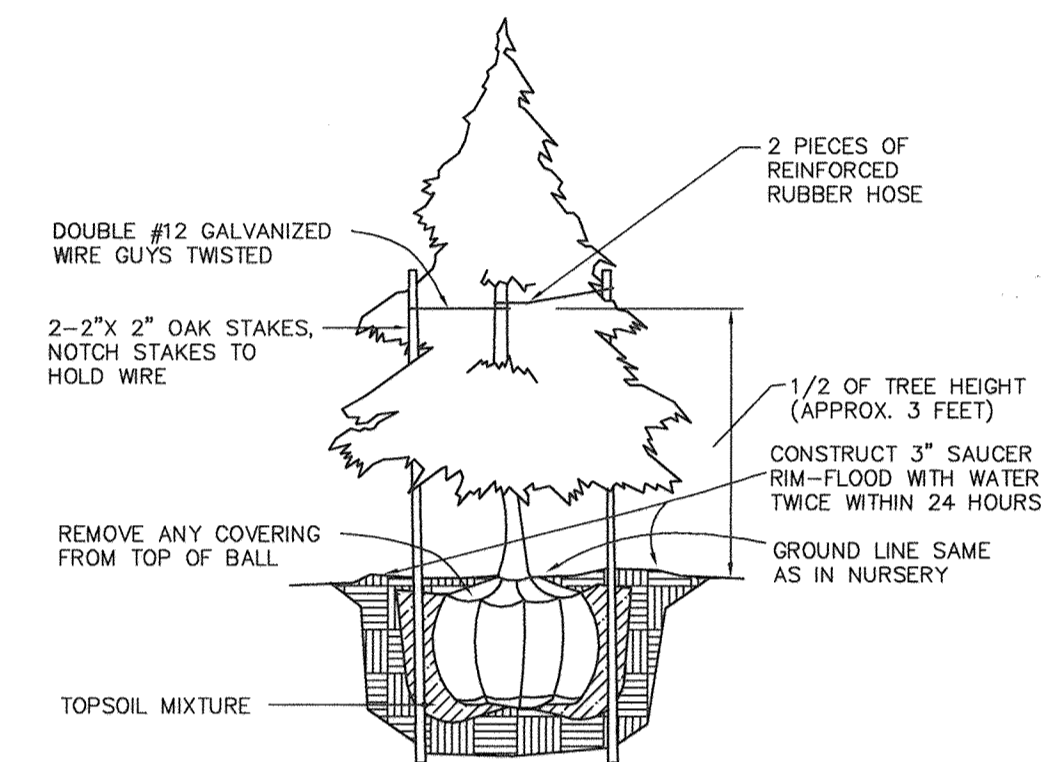 2 PIECES OF
REINFORCED
RUBBER HOSE
DOUBLE #12 GALVANIZED
WIRE GUYS TWISTED
2-2"X 2" OAK STAKES,
NOTCH STAKES TO
HOLD WIRE
1/2 OF TREE HEIGHT
(APPROX. 3 FEET)
CONSTRUCT 3" SAUCER
RIM-FLOOD WITH WATER
TWICE WITHIN 24 HOURS
REMOVE ANY COVERING
FROM TOP OF BALL
GROUND LINE SAME
AS IN NURSERY
TOPSOIL MIXTURE